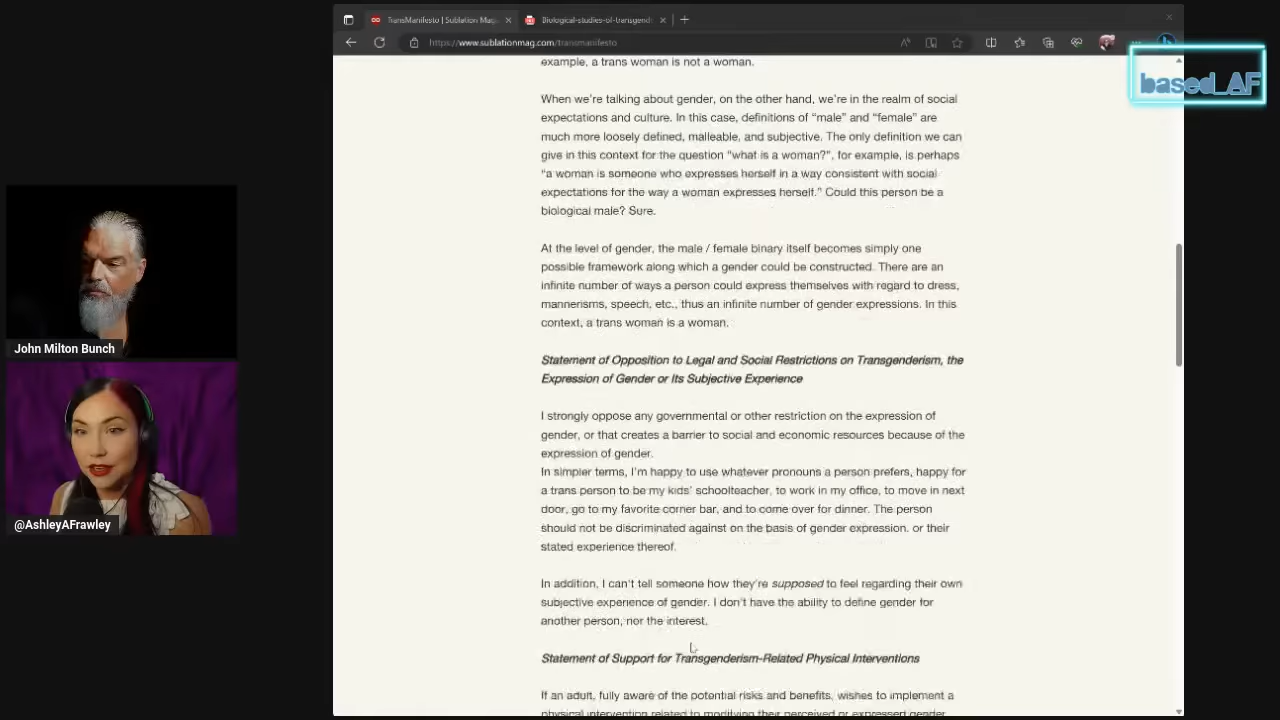 TransManifesto | Sublation Mag
Biological-studies-of-transgend
https://www.sublationmag.com/transmanifesto
based_AF
example, a trans woman is not a woman.
When we're talking about gender, on the other hand, we're in the realm of social
expectations and culture. In this case, definitions of “male” and “female” are
much more loosely defined, malleable, and subjective. The only definition we can
give in this context for the question “what is a woman?”, for example, is perhaps
“a woman is someone who expresses herself in a way consistent with social
expectations for the way a woman expresses herself.” Could this person be a
biological male? Sure.
At the level of gender, the male / female binary itself becomes simply one
possible framework along which a gender could be constructed. There are an
infinite number of ways a person could express themselves with regard to dress,
mannerisms, speech, etc., thus an infinite number of gender expressions. In this
context, a trans woman is a woman.
Statement of Opposition to Legal and Social Restrictions on Transgenderism, the
Expression of Gender or Its Subjective Experience
I strongly oppose any governmental or other restriction on the expression of
gender, or that creates a barrier to social and economic resources because of the
expression of gender.
In simpler terms, I'm happy to use whatever pronouns a person prefers, happy for
a trans person to be my kids' schoolteacher, to work in my office, to move in next
door, go to my favorite corner bar, and to come over for dinner. The person
should not be discriminated against on the basis of gender expression. or their
stated experience thereof.
In addition, I can't tell someone how they're supposed to feel regarding their own
subjective experience of gender. I don't have the ability to define gender for
another person, nor the interest.
Statement of Support for Transgenderism-Related Physical Interventions
If an adult, fully aware of the potential risks and benefits, wishes to implement a
physical intervention related to modifying their perceived or expressed gender
John Milton Bunch
@AshleyAFrawley